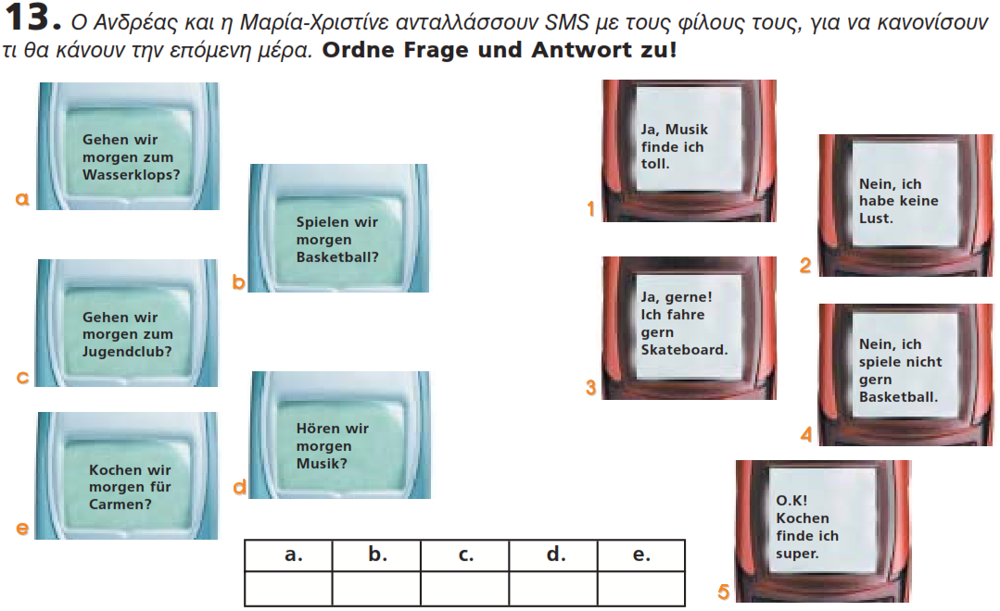 13. Ο Ανδρέας και η Μαρία-Χριστίνε ανταλλάσσουν SMS με τους φίλους τους, για να κανονίσουν
τι θα κάνουν την επόμενη μέρα. Ordne Frage und Antwort zu!
Gehen wir
morgen zum
Wasserklops?
a
Spielen wir
morgen
Basketball?
b
Gehen wir
morgen zum
Jugendclub?
c
Hören wir
morgen
Musik?
d
Kochen wir
morgen für
Carmen?
e
Ja, Musik
finde ich
toll.
1
Nein, ich
habe keine
Lust.
2
Ja, gerne!
Ich fahre
gern
Skateboard.
3
Nein, ich
spiele nicht
gern
Basketball.
4
O.K!
Kochen
finde ich
super.
5
a. b. c. d. e.